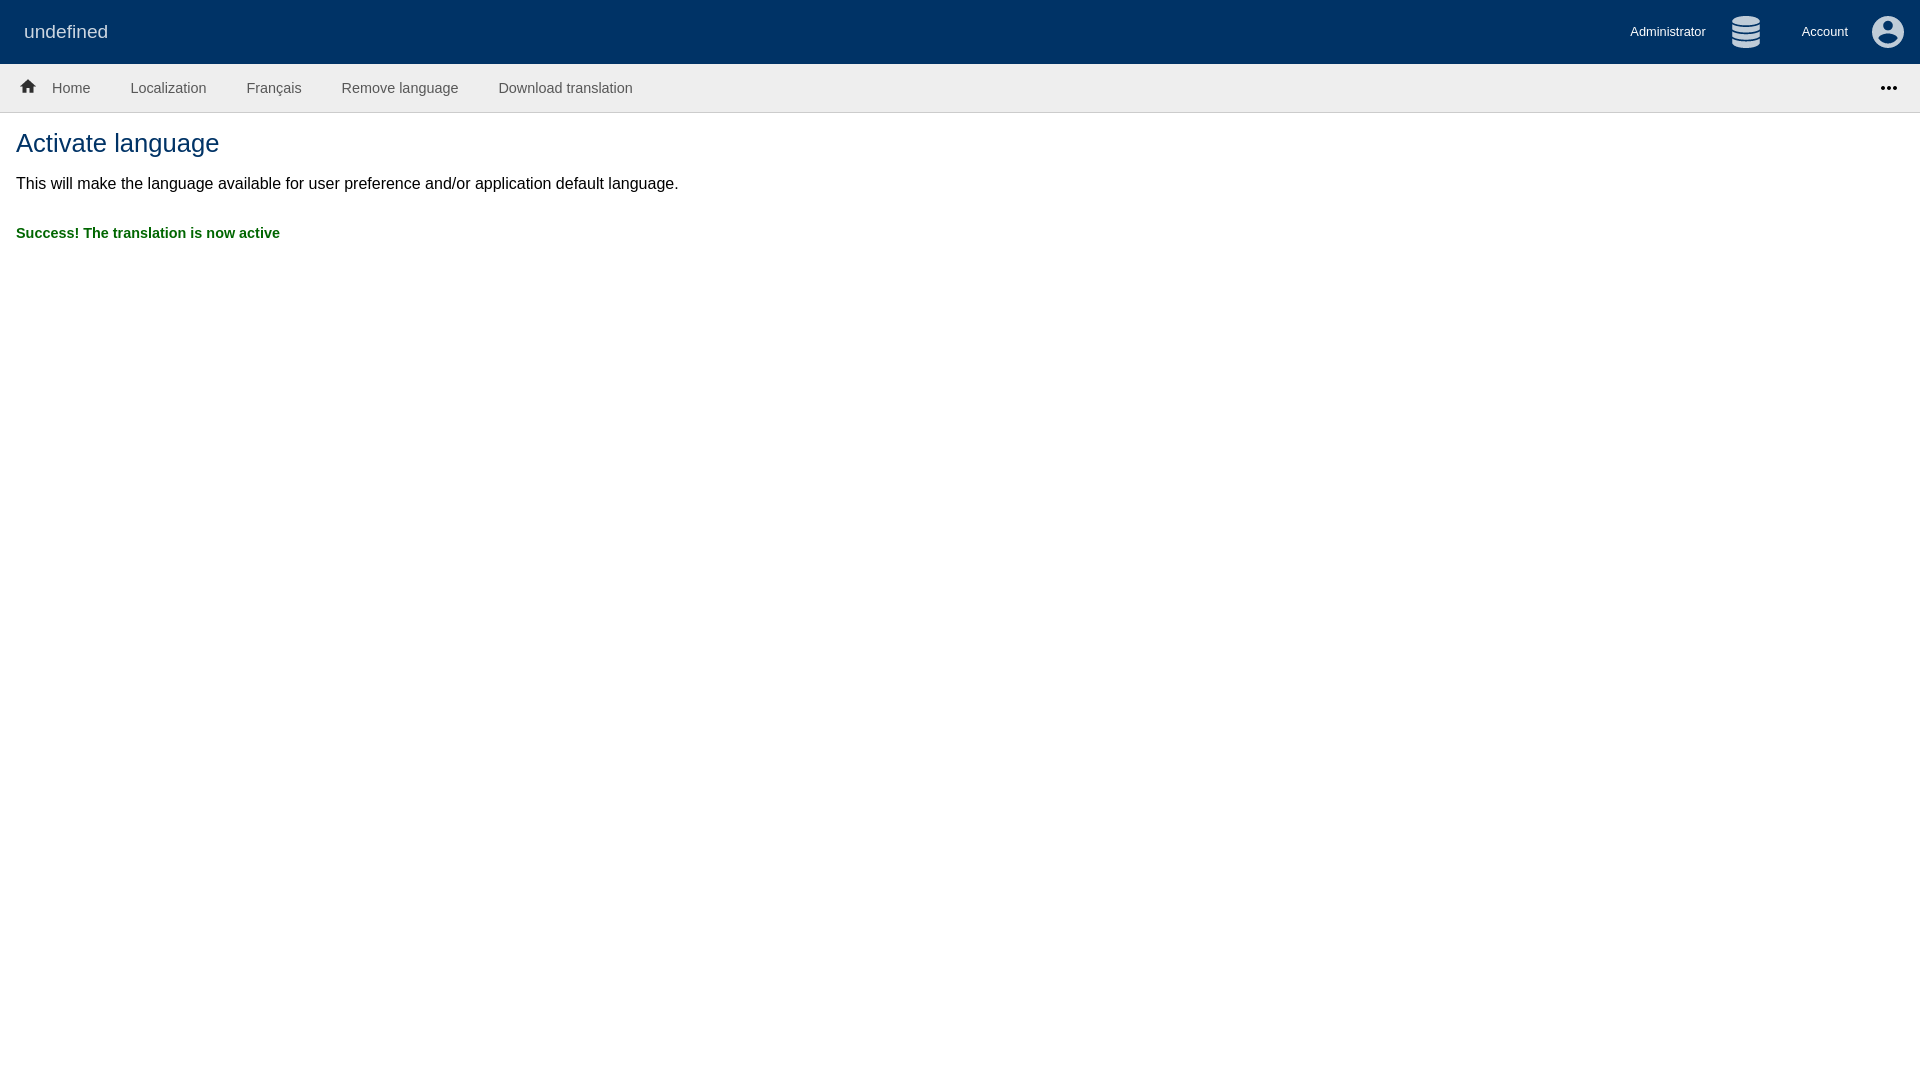 undefined
Administrator
Account
Home
Localization
Français
Remove language
Download translation
Activate language
This will make the language available for user preference and/or application default language.
Success! The translation is now active